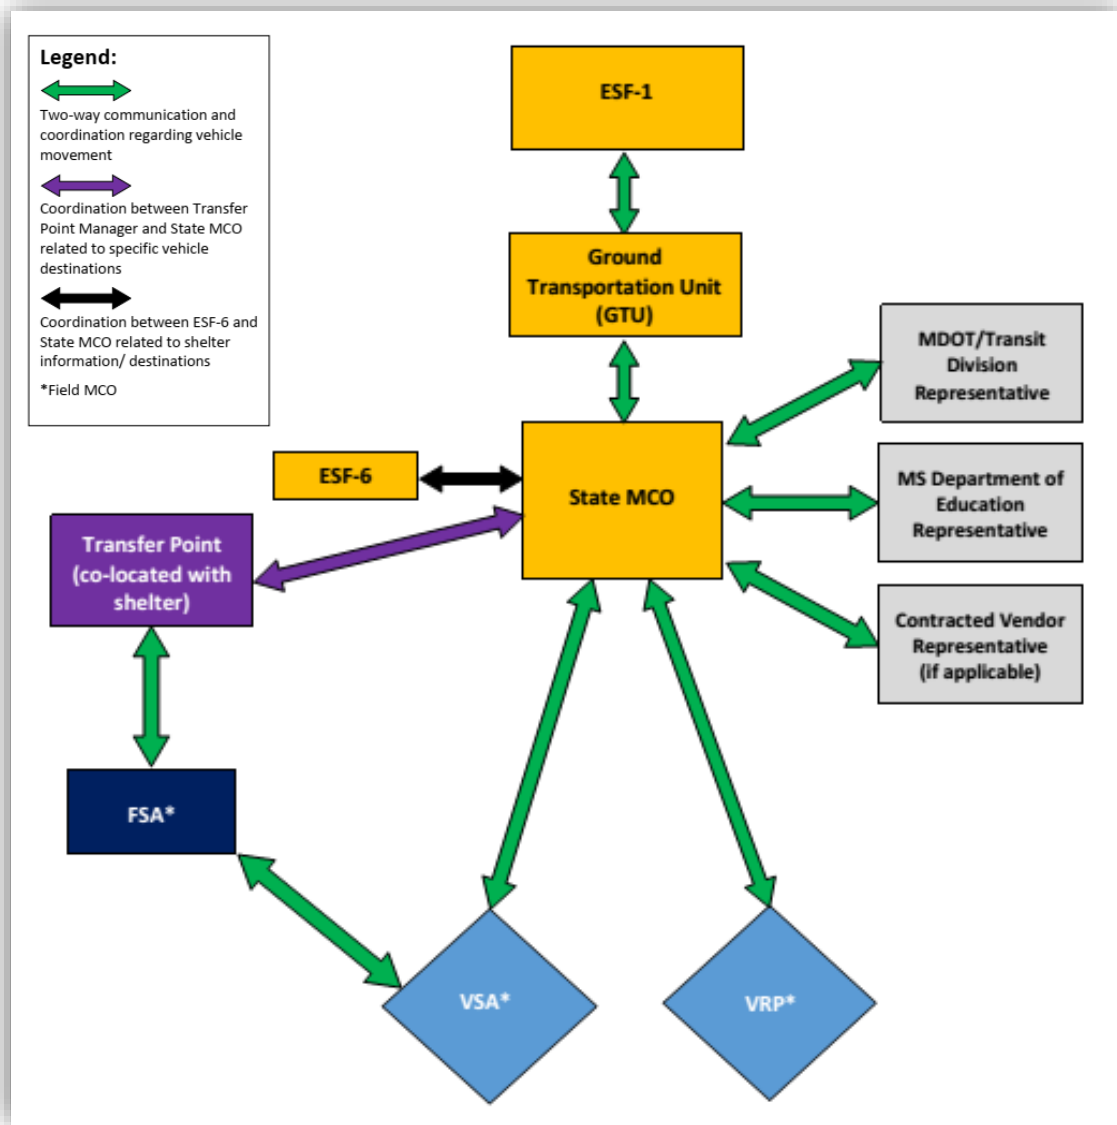 Legend:
Two-way communication and
coordination regarding vehicle
movement
Coordination between Transfer
Point Manager and State MCO
related to specific vehicle
destinations
Coordination between ESF-6 and
State MCO related to shelter
information/ destinations
*Field MCO
ESF-1
Ground
Transportation Unit
(GTU)
MDOT/Transit
Division
Representative
ESF-6
State MCO
MS Department of
Education
Representative
Transfer Point
(co-located with
shelter)
Contracted Vendor
Representative
(if applicable)
FSA*
VSA*
VRP*